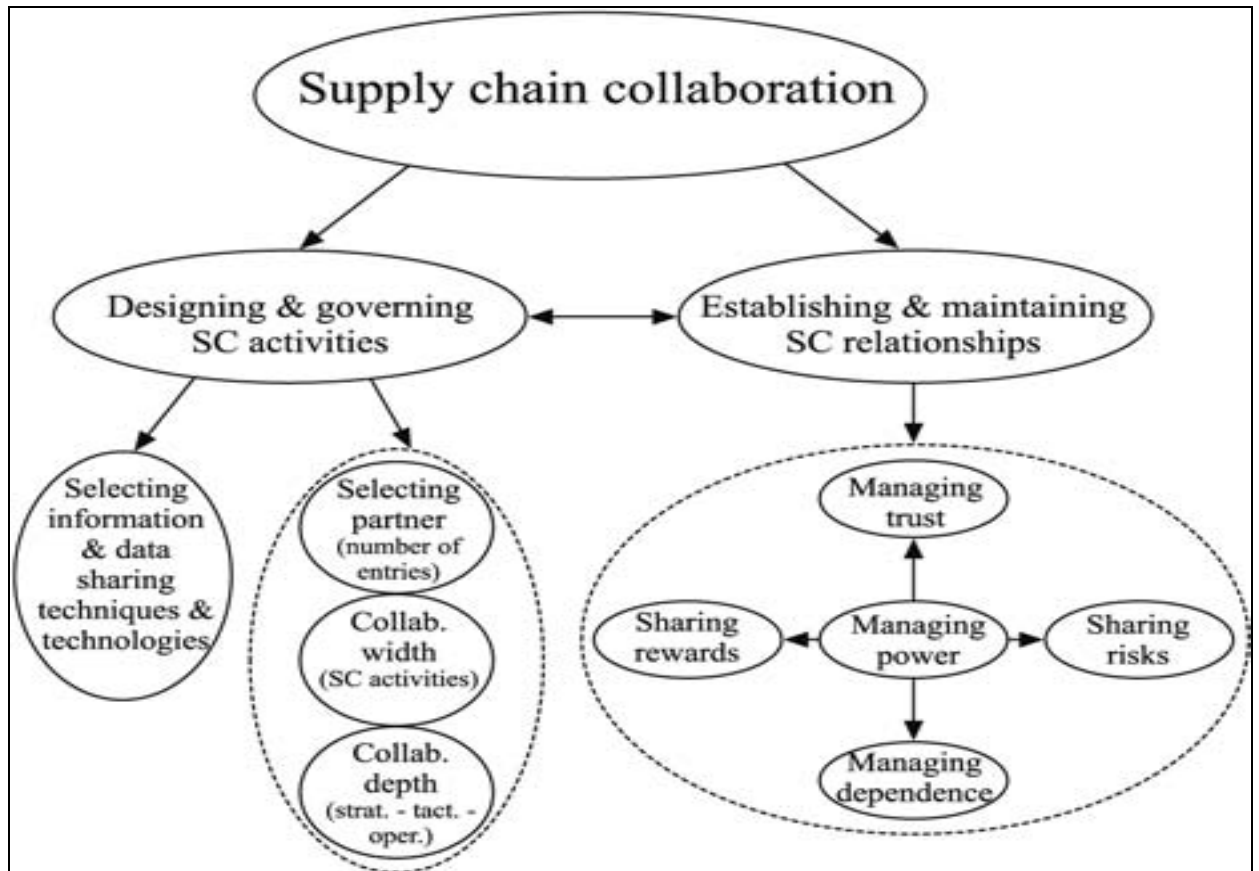 Supply chain collaboration
Designing & governing
SC activities
Establishing & maintaining
SC relationships
Selecting
information
& data
sharing
techniques &
technologies
Selecting
partner
(number of
entries)
Collab.
width
(SC activities)
Collab.
depth
(strat. - tact. -
oper.)
Managing
trust
Sharing
rewards
Managing
power
Sharing
risks
Managing
dependence